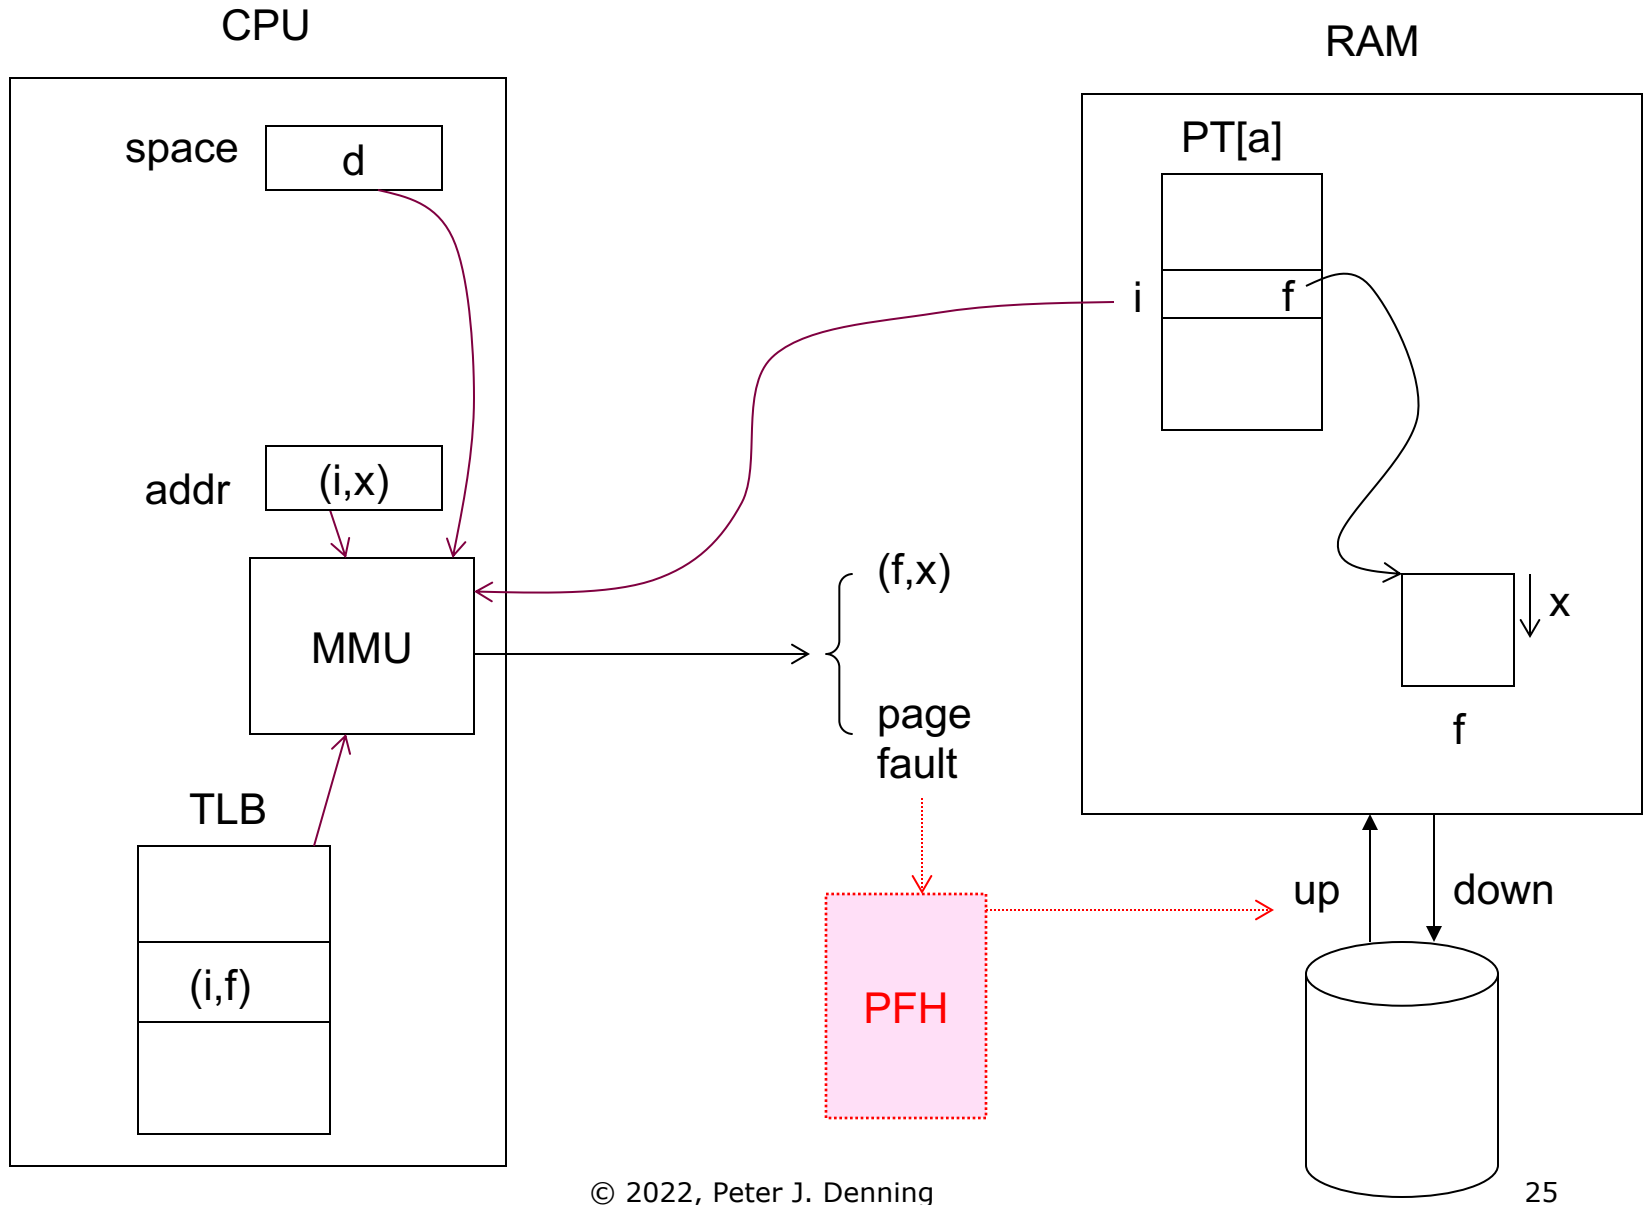 CPU
RAM
space
d
PT[a]
i
f
addr
(i,x)
MMU
(f,x)
page
fault
x
f
TLB
(i,f)
PFH
up
down
© 2022, Peter J. Denning
25